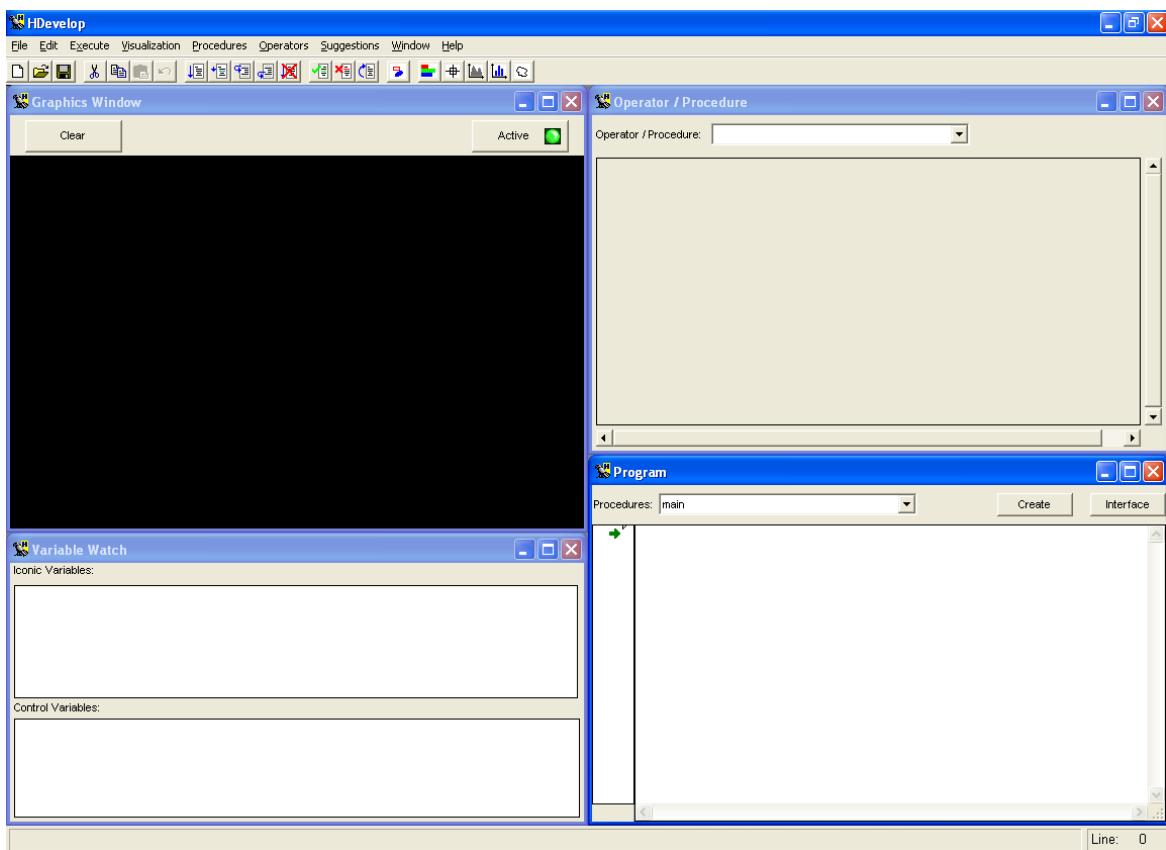 HDevelop
File Edit Execute Visualization Procedures Operators Suggestions Window Help
Graphics Window
Clear
Active
Operator / Procedure
Operator / Procedure:
Program
Procedures: main
Create
Interface
Variable Watch
Iconic Variables:
Control Variables:
Line: 0